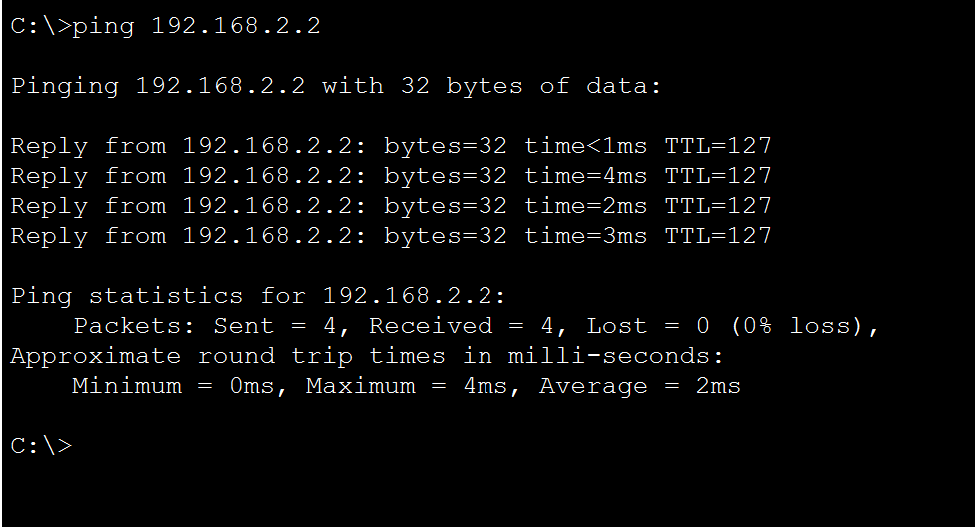 C:\>ping 192.168.2.2
Pinging 192.168.2.2 with 32 bytes of data:
Reply from 192.168.2.2: bytes=32 time<1ms TTL=127
Reply from 192.168.2.2: bytes=32 time=4ms TTL=127
Reply from 192.168.2.2: bytes=32 time=2ms TTL=127
Reply from 192.168.2.2: bytes=32 time=3ms TTL=127
Ping statistics for 192.168.2.2:
    Packets: Sent = 4, Received = 4, Lost = 0 (0% loss),
Approximate round trip times in milli-seconds:
    Minimum = 0ms, Maximum = 4ms, Average = 2ms
C:\>